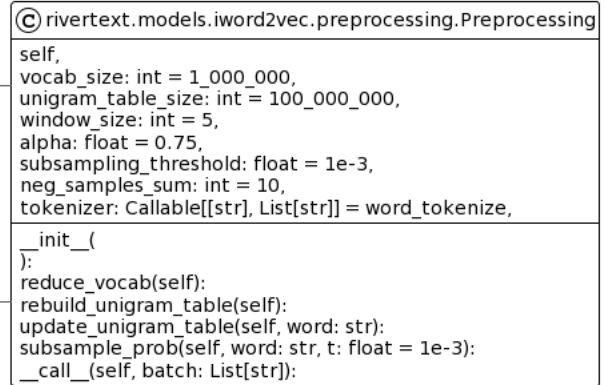 C rivertext.models.iword2vec.preprocessing.Preprocessing
self,
vocab_size: int = 1_000_000,
unigram_table_size: int = 100_000_000,
window_size: int = 5,
alpha: float = 0.75,
subsampling_threshold: float = 1e-3,
neg_samples_sum: int = 10,
tokenizer: Callable[[str], List[str]] = word_tokenize,
__init__(
):
reduce_vocab(self):
rebuild_unigram_table(self):
update_unigram_table(self, word: str):
subsample_prob(self, word: str, t: float = 1e-3):
__call__(self, batch: List[str]):